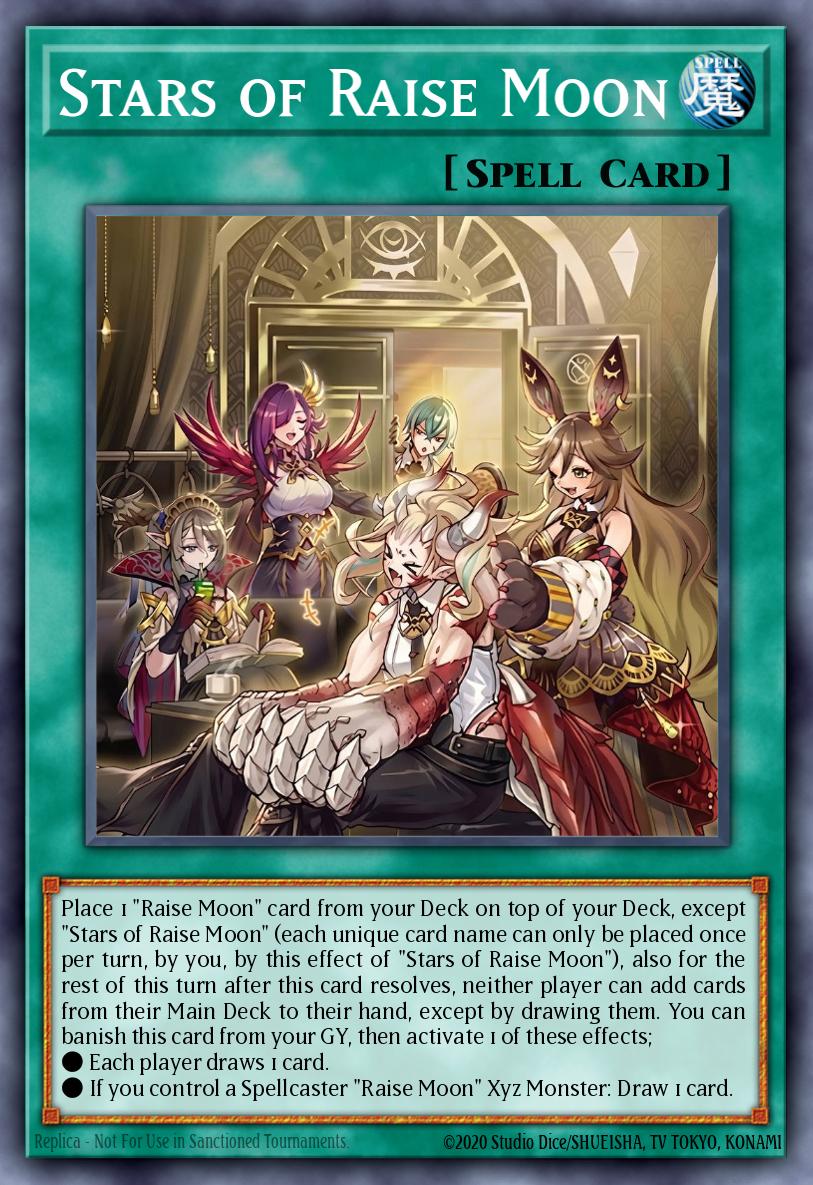 Stars of Raise Moon
SPELL
魔
[ Spell Card ]
Place 1 "Raise Moon" card from your Deck on top of your Deck, except
"Stars of Raise Moon" (each unique card name can only be placed once
per turn, by you, by this effect of "Stars of Raise Moon"), also for the
rest of this turn after this card resolves, neither player can add cards
from their Main Deck to their hand, except by drawing them. You can
banish this card from your GY, then activate 1 of these effects;
● Each player draws 1 card.
● If you control a Spellcaster "Raise Moon" Xyz Monster: Draw 1 card.
Replica - Not For Use in Sanctioned Tournaments.
©2020 Studio Dice/SHUEISHA, TV TOKYO, KONAMI